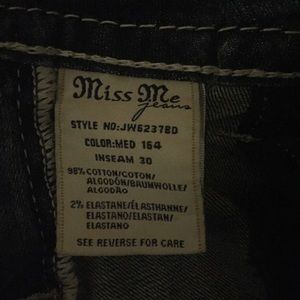 Miss Me
jeans
STYLE NO:JW6237BD
COLOR:MED 164
INSEAM 30
98% COTTON/COTON/
ALGODÓN/BAUMWOLLE/
ALGODÃO
2% ELASTANE/ÉLASTHANNE/
ELASTANO/ELASTAN/
ELASTANO
SEE REVERSE FOR CARE